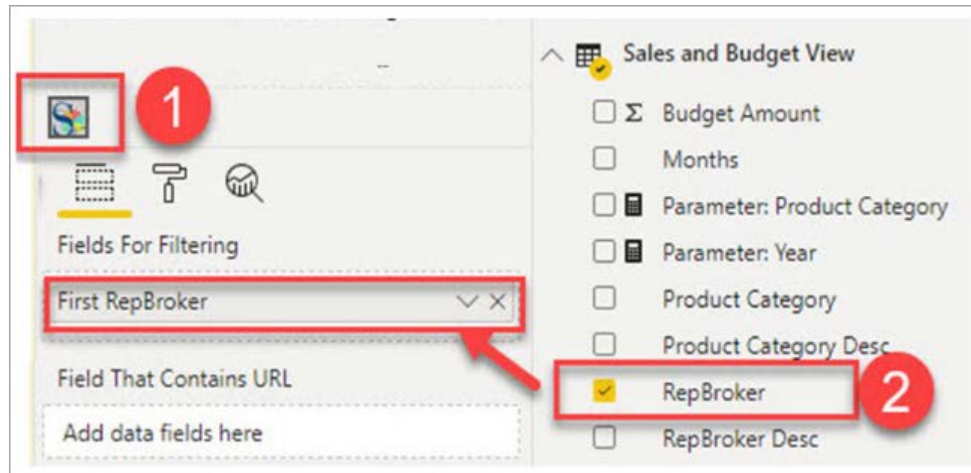 1
Fields For Filtering
First RepBroker
Field That Contains URL
Add data fields here
Sales and Budget View
Σ Budget Amount
Months
Parameter: Product Category
Parameter: Year
Product Category
Product Category Desc
RepBroker
2
RepBroker Desc